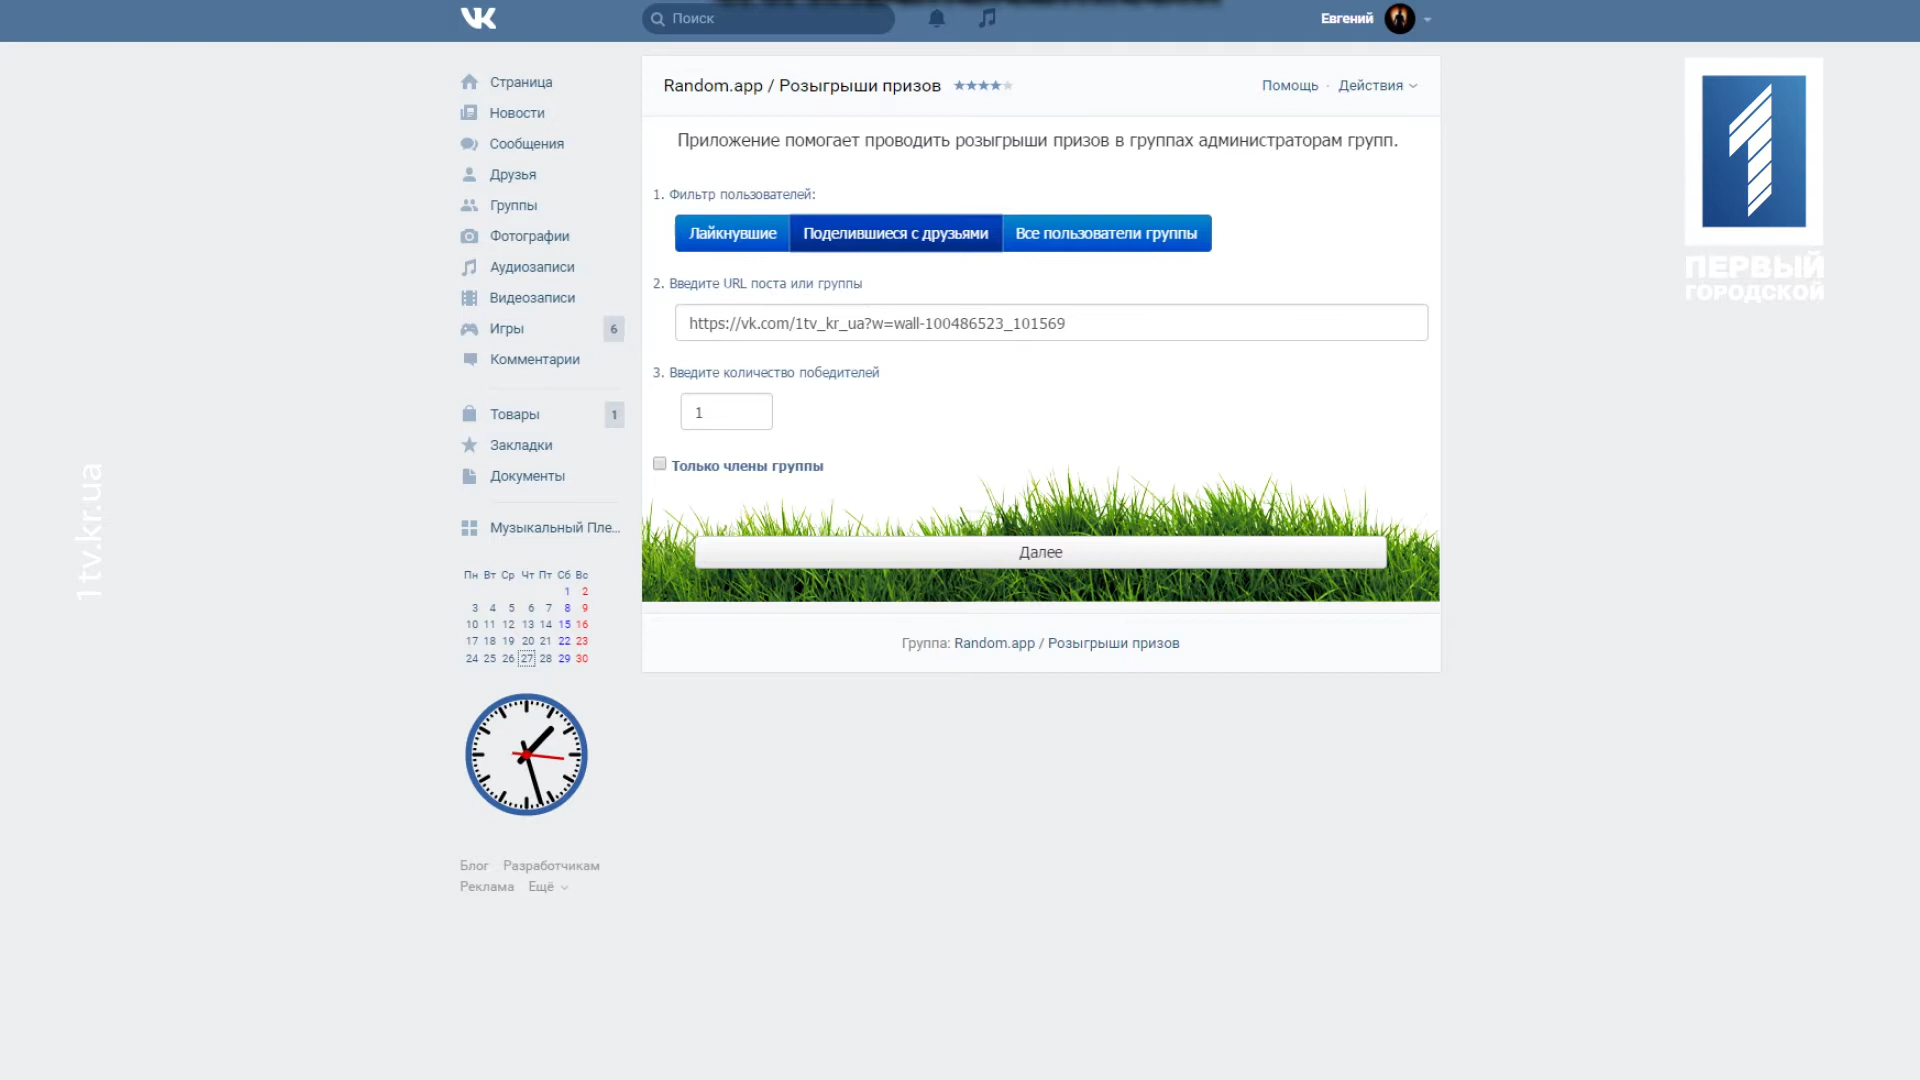 Поиск
Евгений
Страница
Новости
Сообщения
Друзья
Группы
Фотографии
Аудиозаписи
Видеозаписи
Игры 6
Комментарии
Товары 1
Закладки
Документы
Музыкальный Пле...
Пн Вт Ср Чт Пт Сб Вс
1 2
3 4 5 6 7 8 9
10 11 12 13 14 15 16
17 18 19 20 21 22 23
24 25 26 27 28 29 30
Блог Разработчикам
Реклама Ещё
Random.app / Розыгрыши призов
Помощь · Действия
Приложение помогает проводить розыгрыши призов в группах администраторам групп.
1. Фильтр пользователей:
Лайкнувшие Поделившиеся с друзьями Все пользователи группы
2. Введите URL поста или группы
https://vk.com/1tv_kr_ua?w=wall-100486523_101569
3. Введите количество победителей
1
Только члены группы
Далее
Группа: Random.app / Розыгрыши призов
1
ПЕРВЫЙ
ГОРОДСКОЙ
1tv.kr.ua